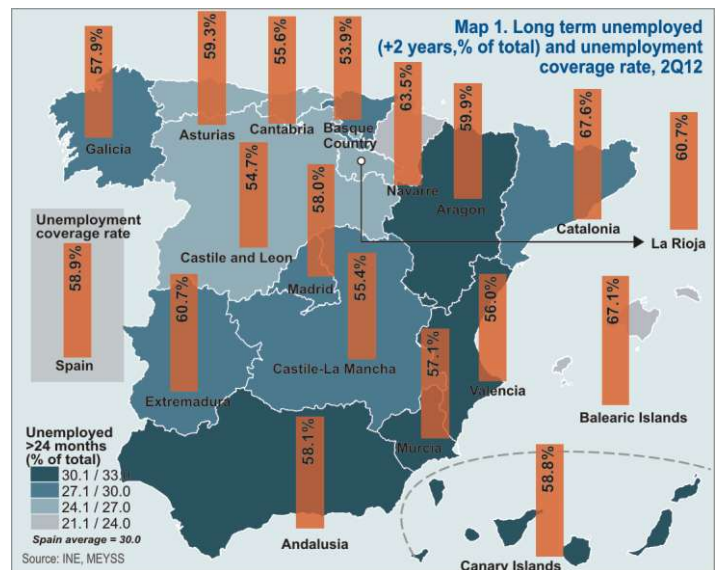 Map 1. Long term unemployed
(+2 years,% of total) and unemployment
coverage rate, 2Q12
57.9%
Galicia
59.3%
Asturias
55.6%
Cantabria
53.9%
Basque
Country
63.5%
Navarre
59.9%
Aragon
67.6%
Catalonia
60.7%
La Rioja
54.7%
Castile and Leon
58.0%
Madrid
Unemployment
coverage rate
58.9%
Spain
60.7%
Extremadura
55.4%
Castile-La Mancha
57.1%
Murcia
56.0%
Valencia
67.1%
Balearic Islands
58.1%
Andalusia
58.8%
Canary Islands
Unemployed
>24 months
(% of total)
30.1 / 33.0
27.1 / 30.0
24.1 / 27.0
21.1 / 24.0
Spain average = 30.0
Source: INE, MEYSS